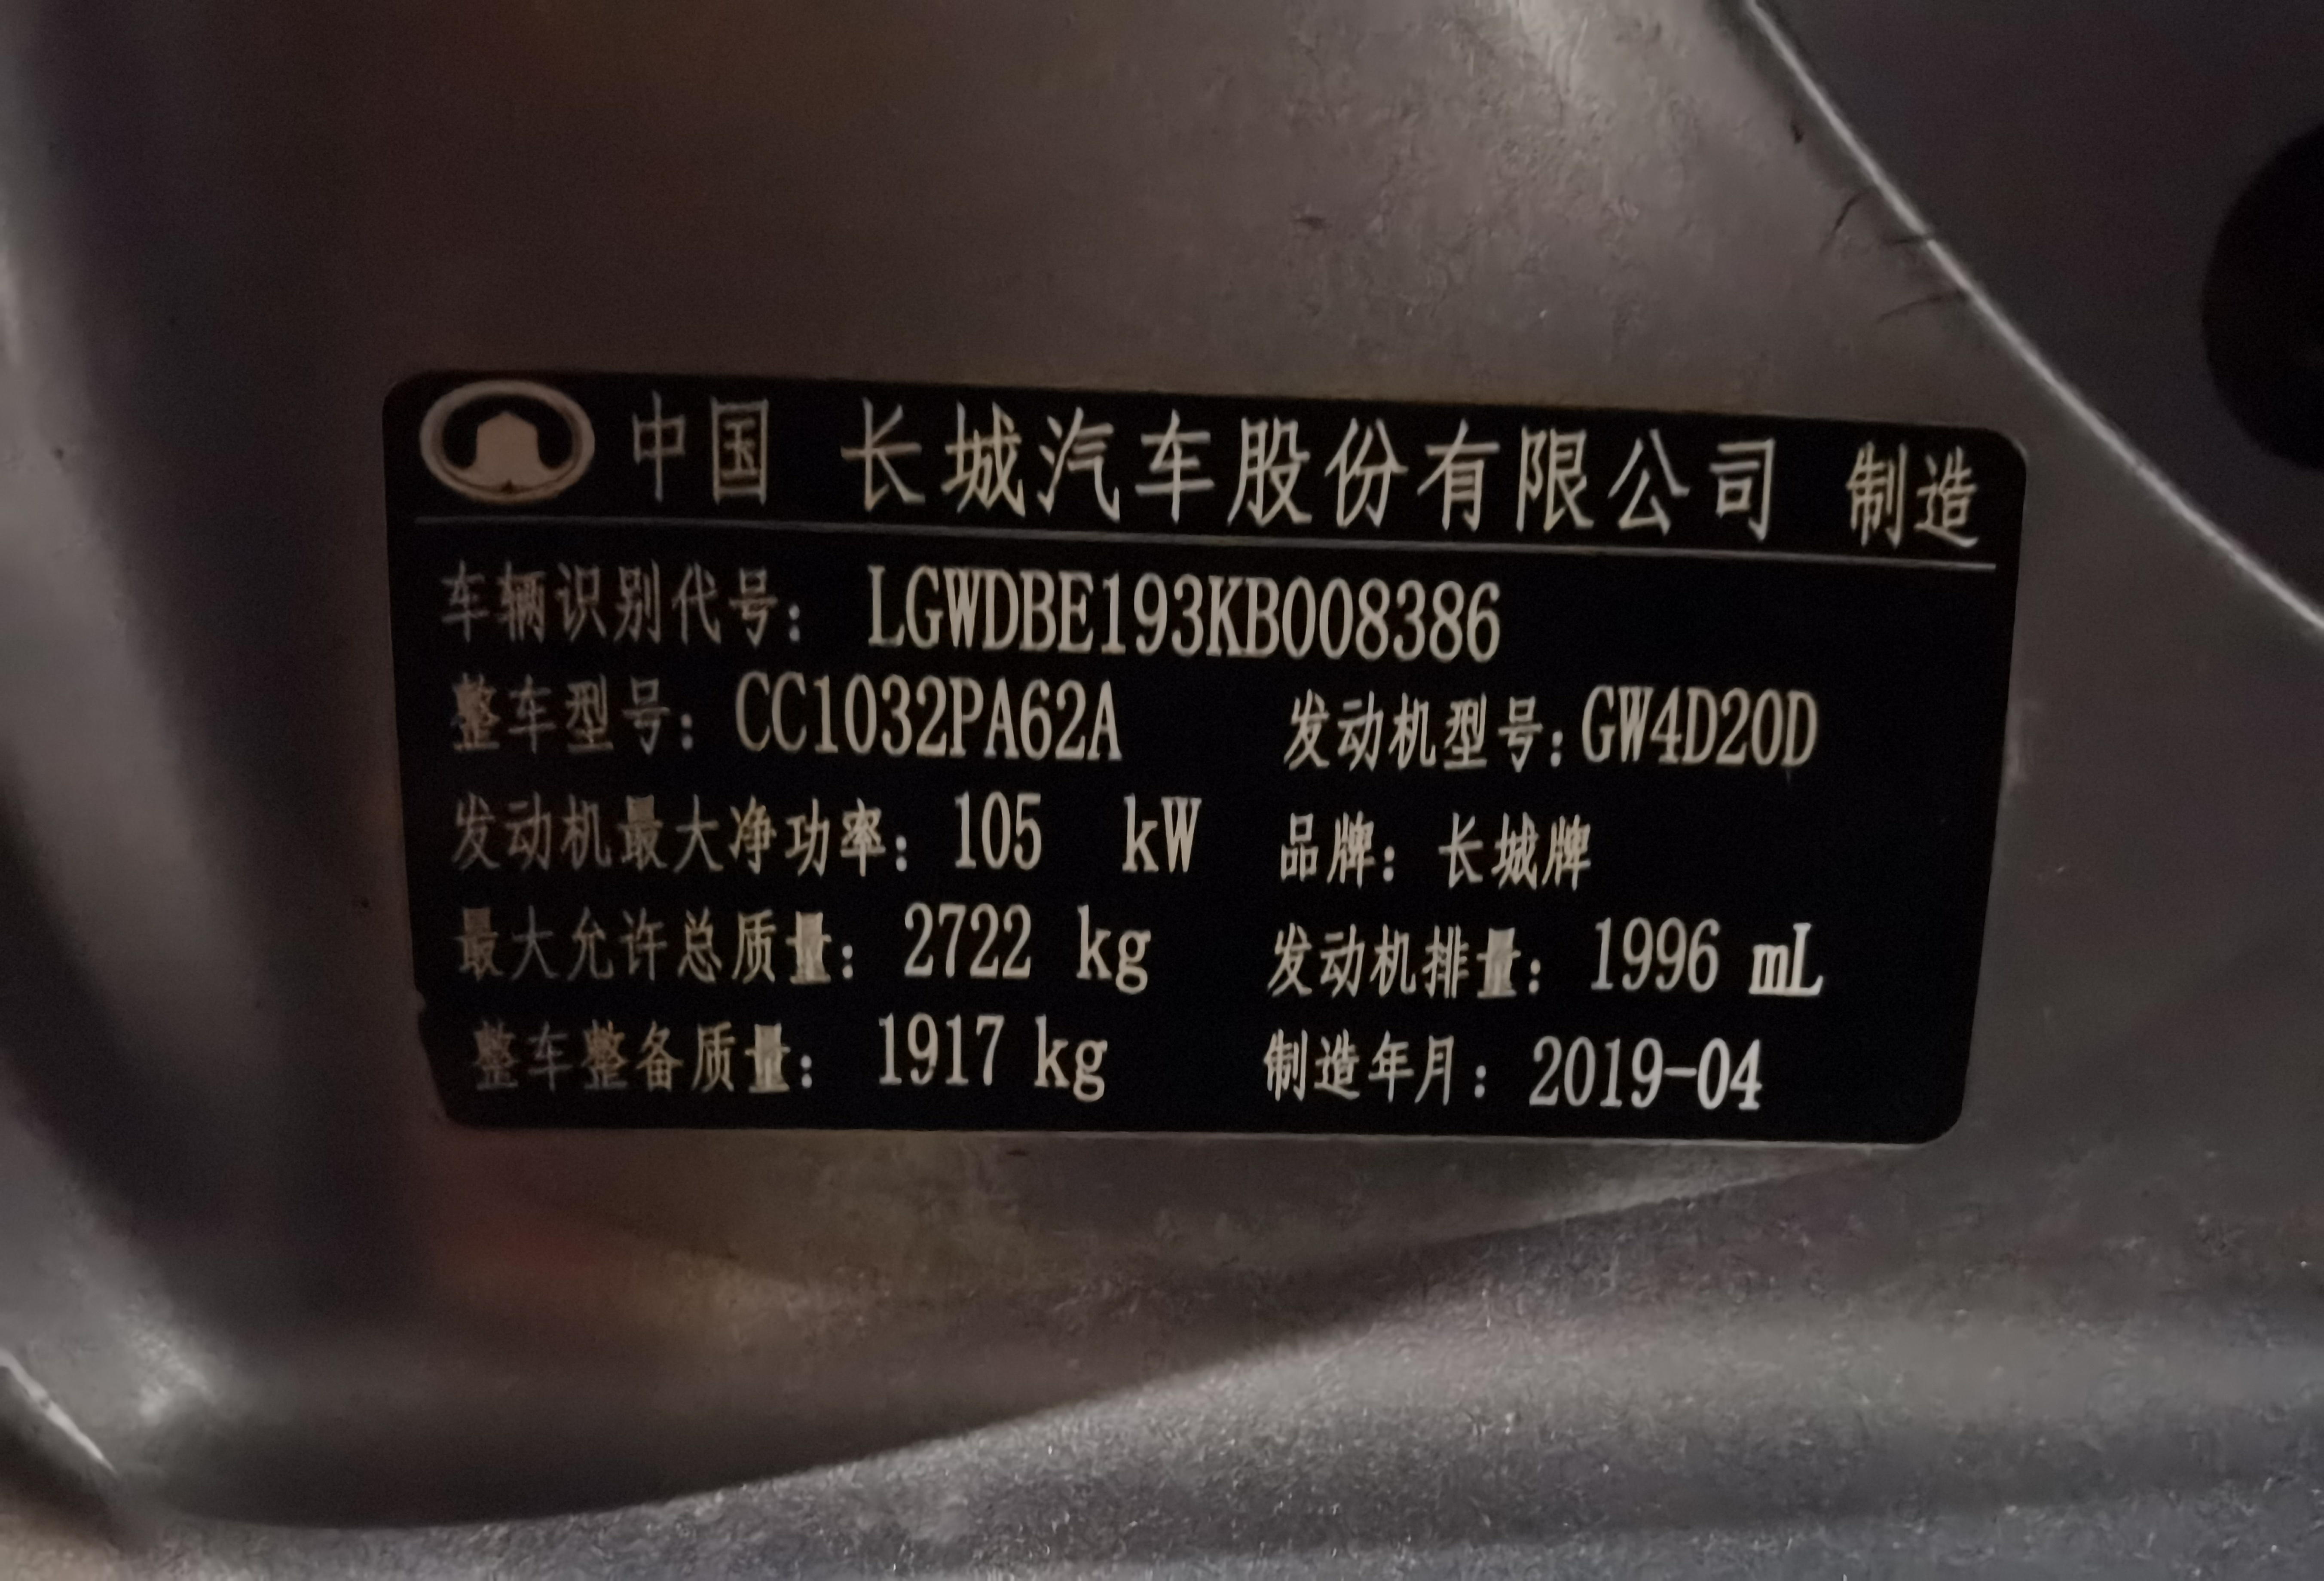 中国 长城汽车股份有限公司 制造
车辆识别代号: LGWDBE193KB008386
整车型号: CC1032PA62A 发动机型号: GW4D20D
发动机最大净功率: 105 kW 品牌: 长城牌
最大允许总质量: 2722 kg 发动机排量: 1996 mL
整车整备质量: 1917 kg 制造年月: 2019-04